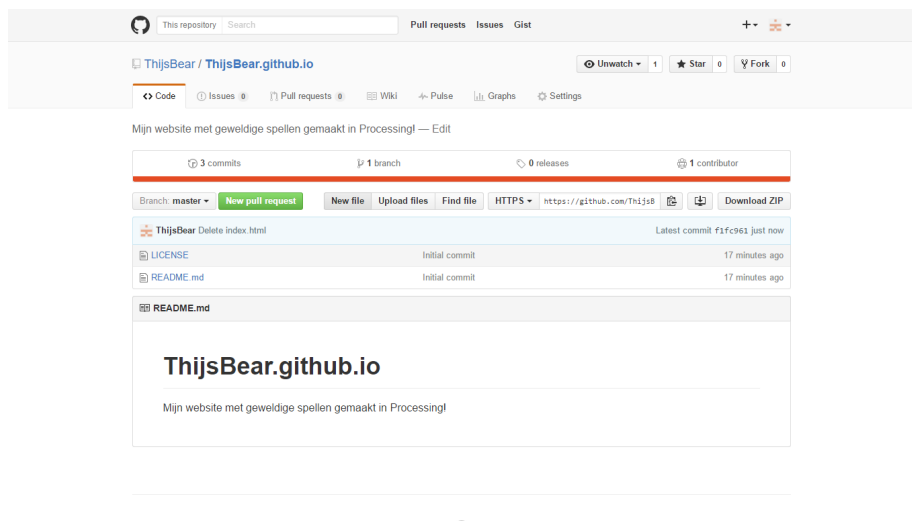 This repository Search Pull requests Issues Gist
ThijsBear / ThijsBear.github.io Unwatch 1 Star 0 Fork 0
Code Issues 0 Pull requests 0 Wiki Pulse Graphs Settings
Mijn website met geweldige spellen gemaakt in Processing! — Edit
3 commits 1 branch 0 releases 1 contributor
Branch: master New pull request New file Upload files Find file HTTPS https://github.com/ThijsB Download ZIP
ThijsBear Delete index.html Latest commit f1fc961 just now
LICENSE Initial commit 17 minutes ago
README.md Initial commit 17 minutes ago
README.md
ThijsBear.github.io
Mijn website met geweldige spellen gemaakt in Processing!